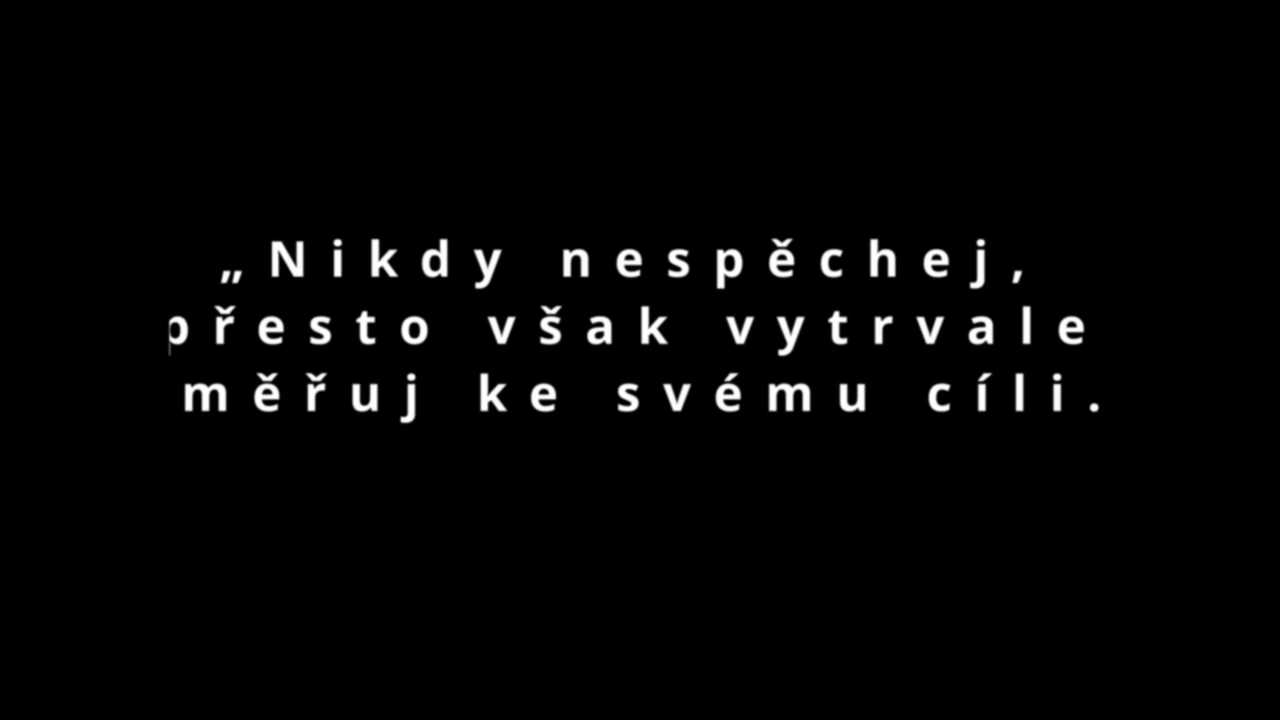 „Nikdy nespěchej,
přesto však vytrvale
měřuj ke svému cíli.